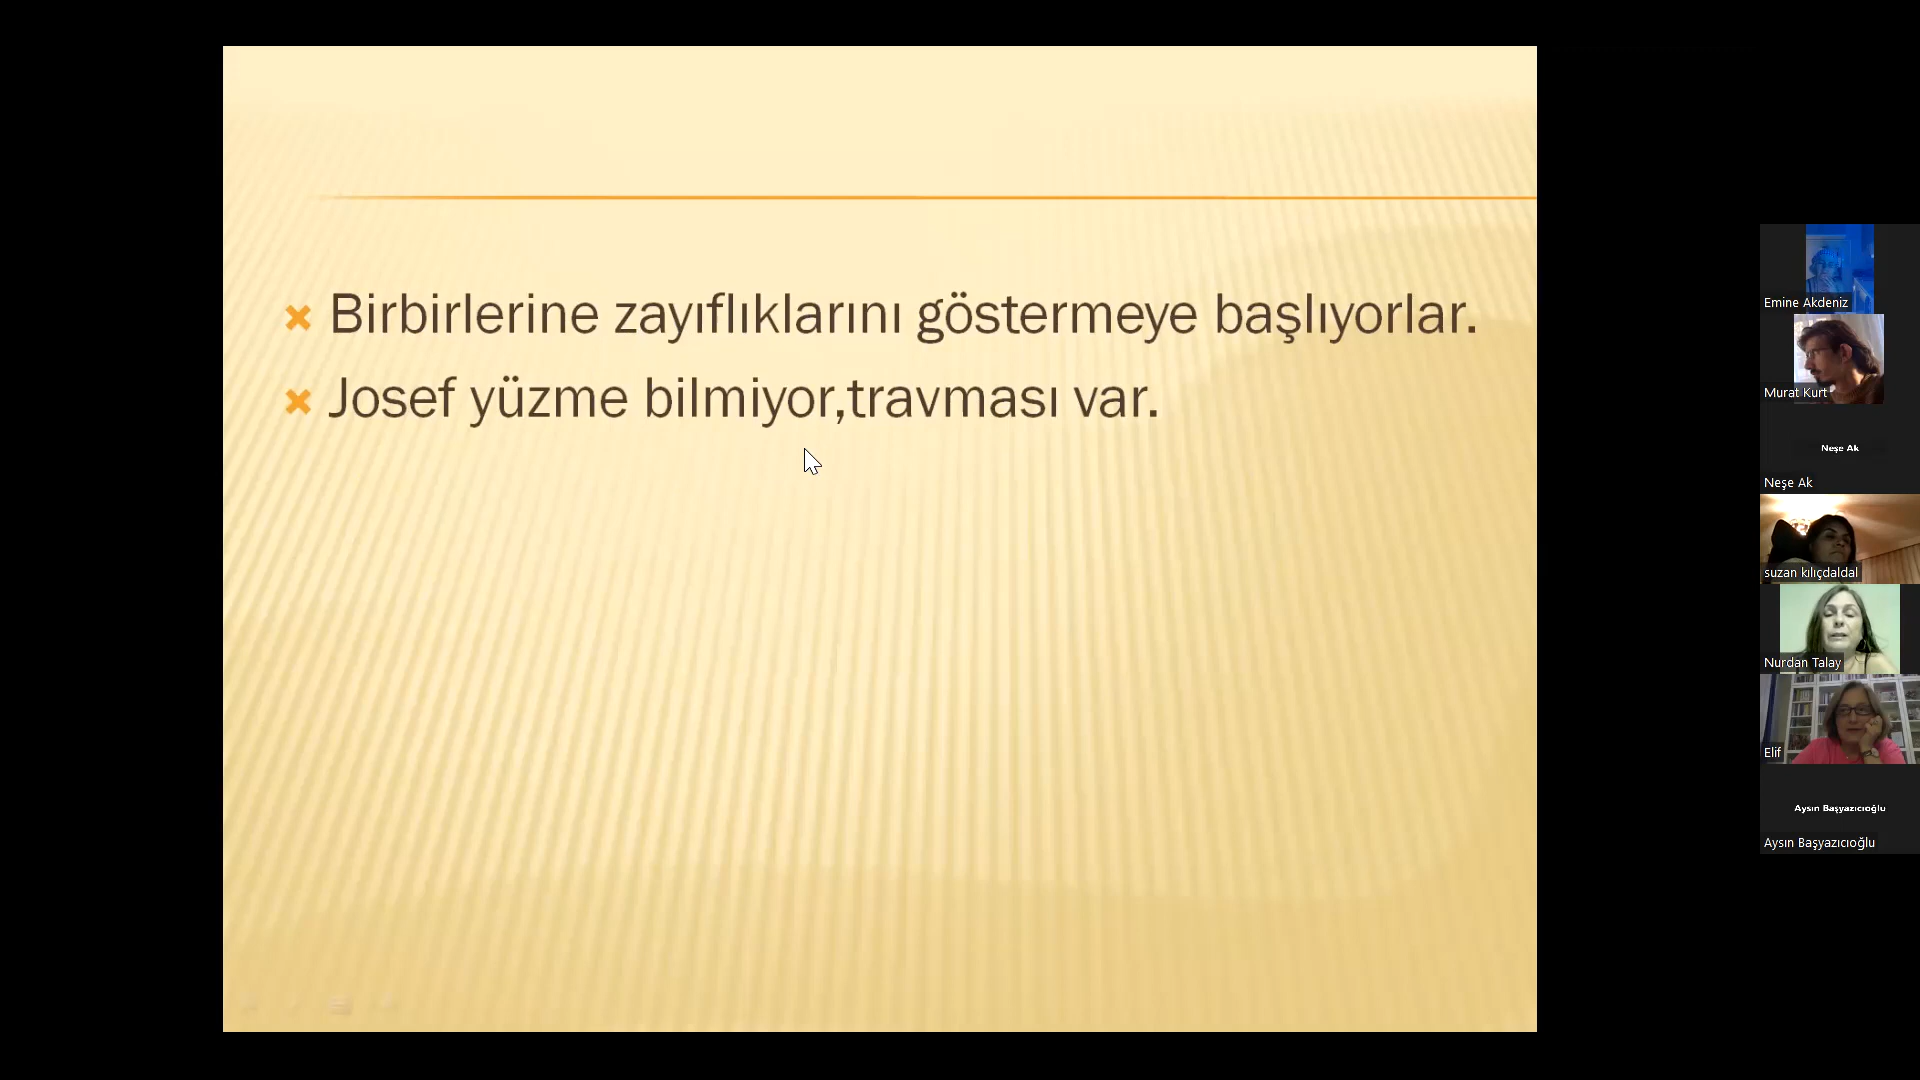 Birbirlerine zayıflıklarını göstermeye başlıyorlar.
Josef yüzme bilmiyor,travması var.
Emine Akdeniz
Murat Kurt
Neşe Ak
Neşe Ak
suzan kılıçdaldal
Nurdan Talay
Elif
Aysın Başyazıcıoğlu
Aysın Başyazıcıoğlu